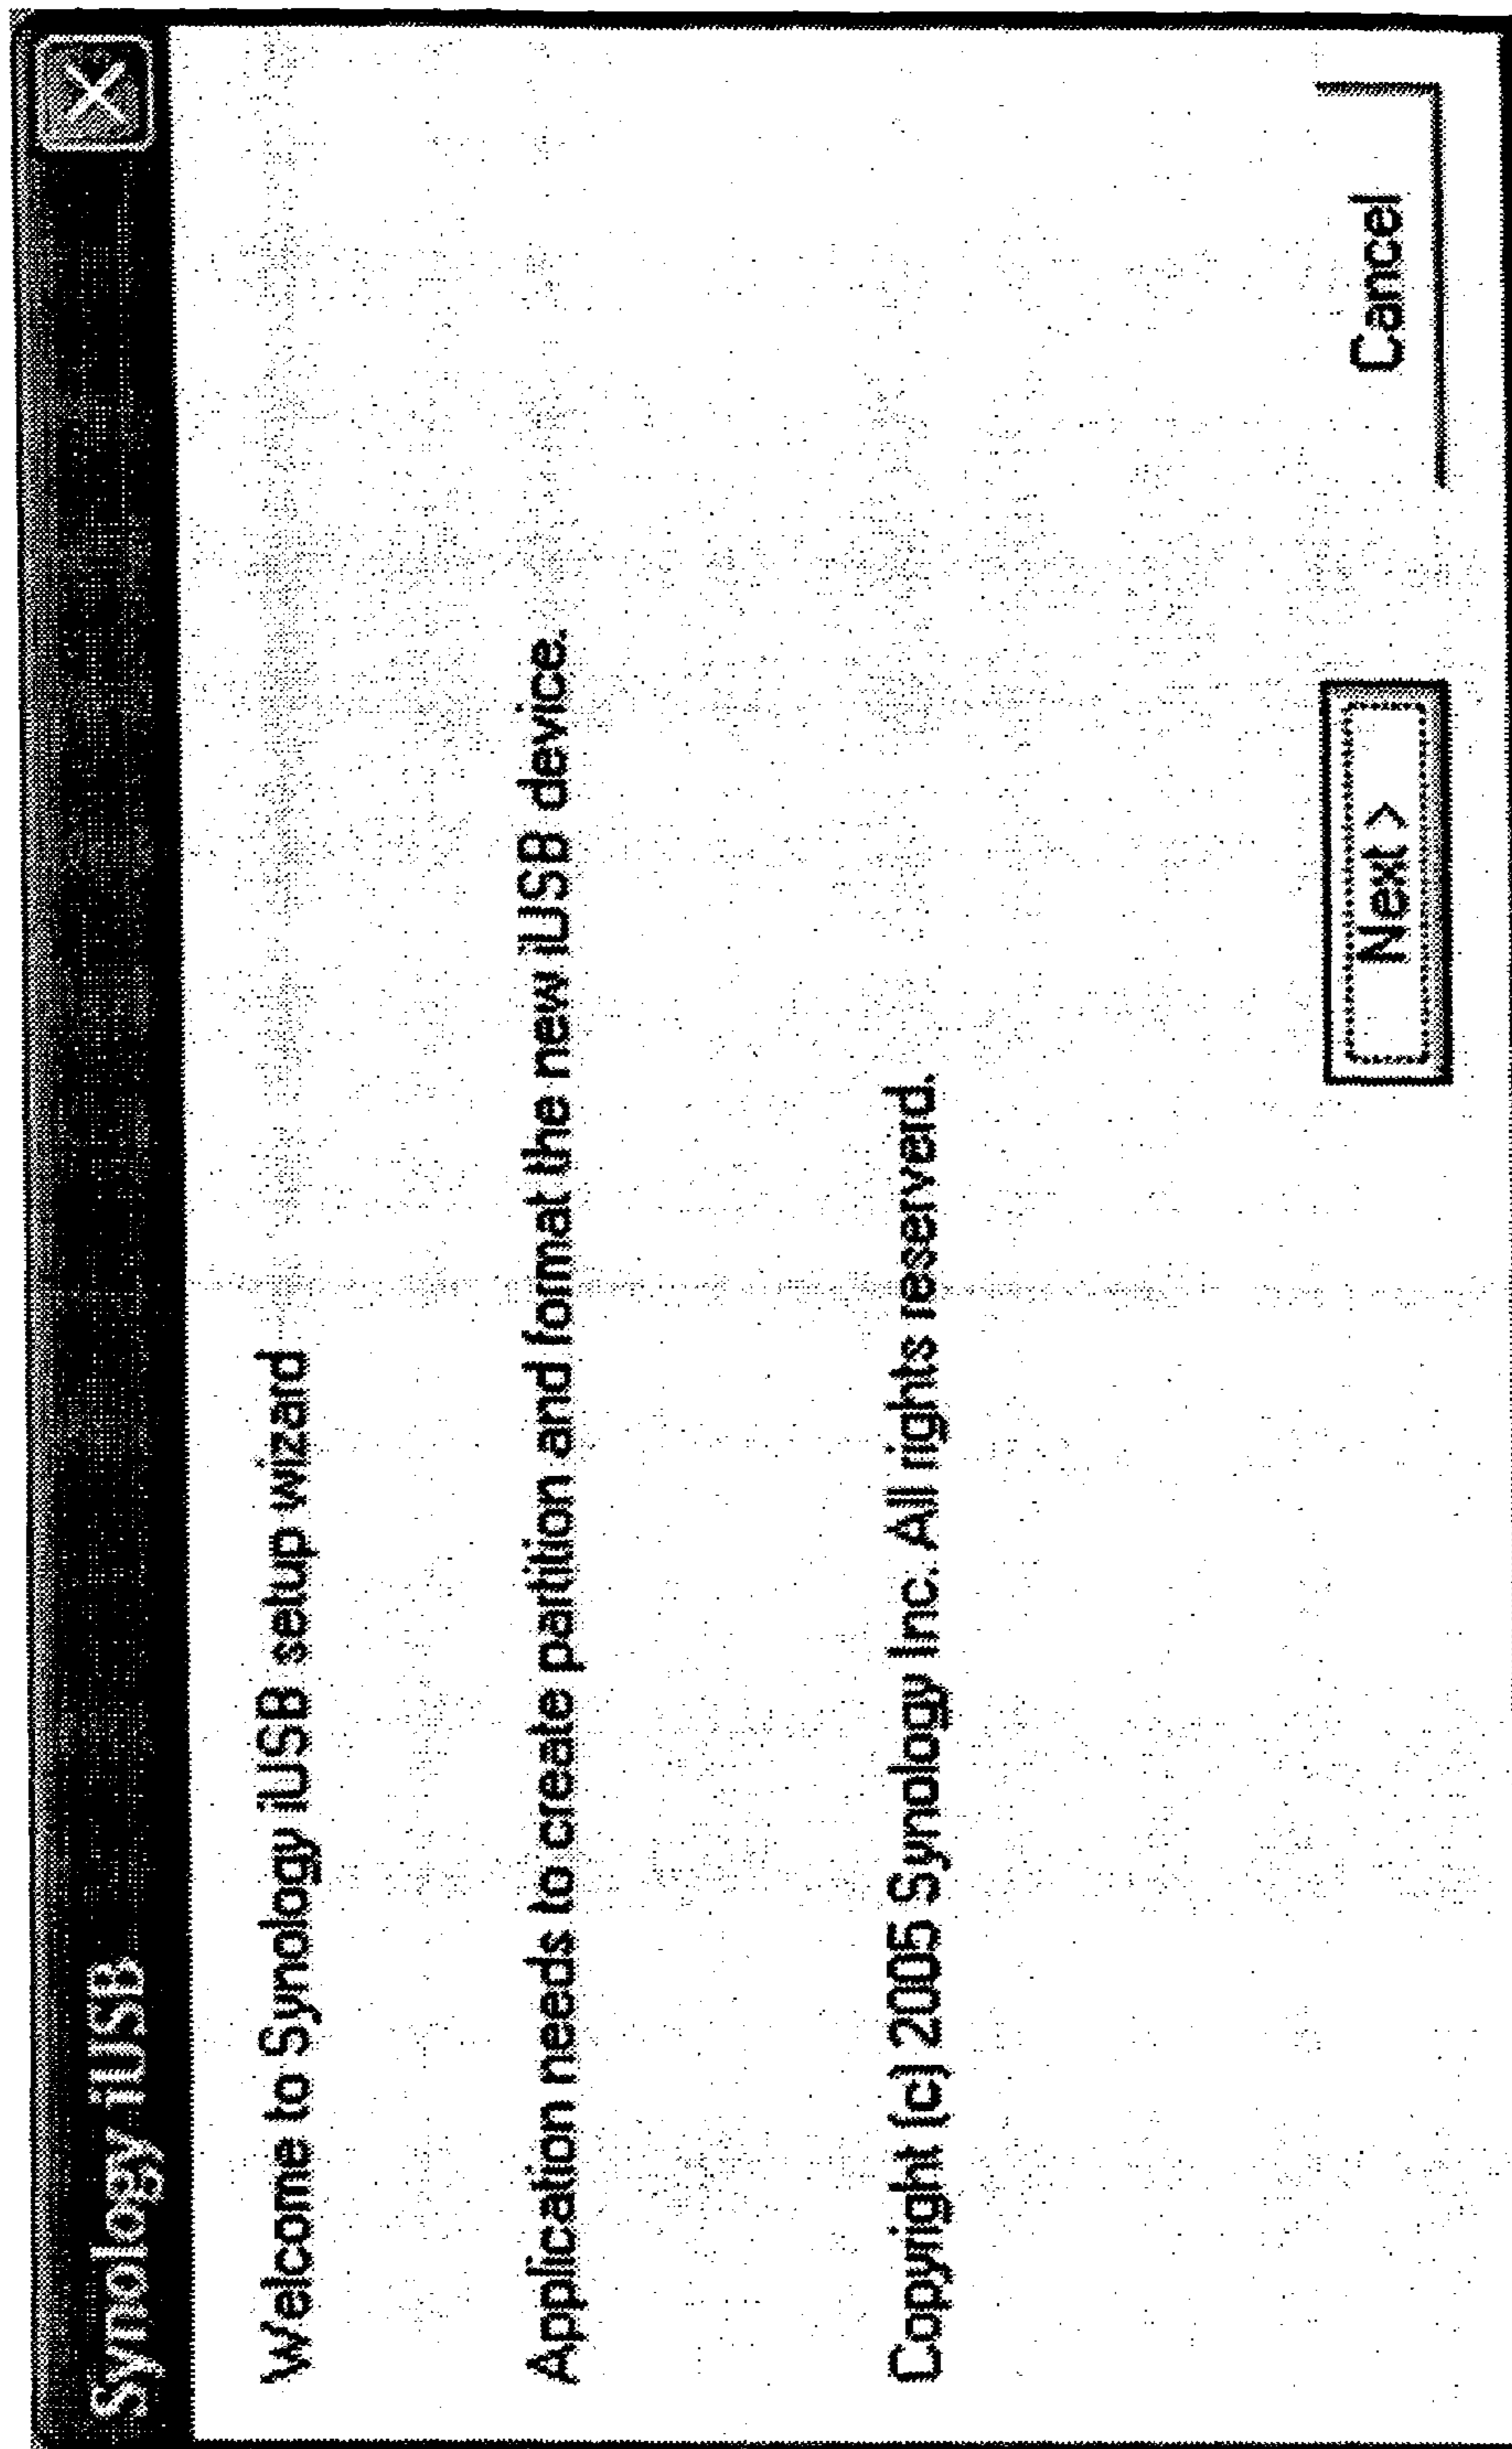 Synology iUSB
Welcome to Synology iUSB setup wizard
Application needs to create partition and format the new iUSB device.
Copyright (c) 2005 Synology Inc. All rights reserverd.
Next >
Cancel